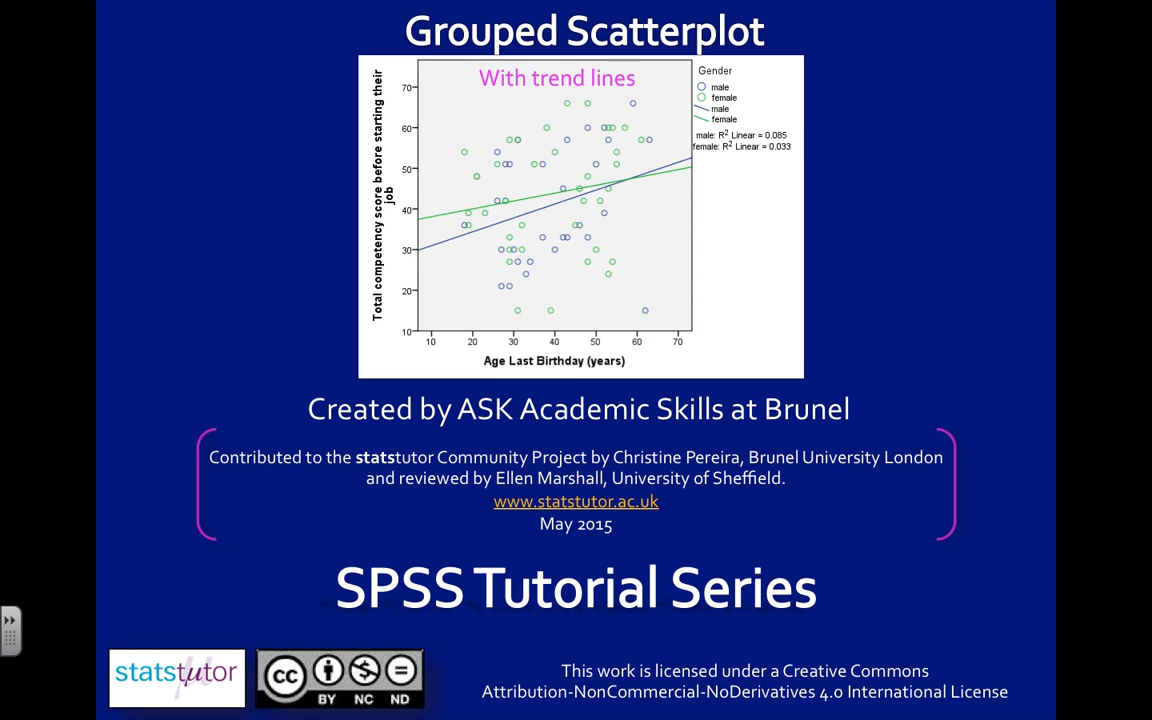 Grouped Scatterplot
With trend lines
Total competency score before starting their
job
70
60
50
40
30
20
10
10 20 30 40 50 60 70
Age Last Birthday (years)
Gender
male
female
male
female
male: R² Linear = 0.085
female: R² Linear = 0.033
Created by ASK Academic Skills at Brunel
Contributed to the statstutor Community Project by Christine Pereira, Brunel University London
and reviewed by Ellen Marshall, University of Sheffield.
www.statstutor.ac.uk
May 2015
SPSS Tutorial Series
statstutor
cc
BY NC ND
This work is licensed under a Creative Commons
Attribution-NonCommercial-NoDerivatives 4.0 International License